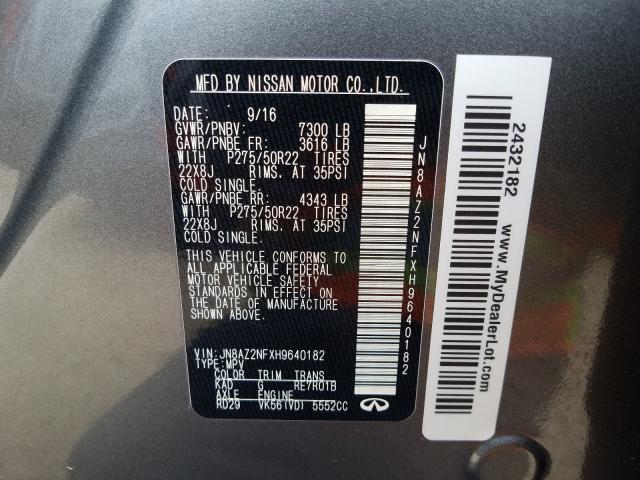 MFD BY NISSAN MOTOR CO.,LTD.
DATE: 9/16
GVWR/PNBV: 7300 LB
GAWR/PNBE FR: 3616 LB
WITH P275/50R22 TIRES
22X8J RIMS. AT 35PSI
COLD SINGLE.
GAWR/PNBE RR: 4343 LB
WITH P275/50R22 TIRES
22X8J RIMS. AT 35PSI
COLD SINGLE.
THIS VEHICLE CONFORMS TO
ALL APPLICABLE FEDERAL
MOTOR VEHICLE SAFETY
STANDARDS IN EFFECT ON
THE DATE OF MANUFACTURE
SHOWN ABOVE.
VIN: JN8AZ2NFXH9640182
TYPE: MPV
COLOR TRIM TRANS
KAD G RE7R01B
AXLE ENGINE
RD29 VK56(VD) 5552CC
JN8AZ2NFXH9640182
INFINITI
2432182
www.MyDealerLot.com